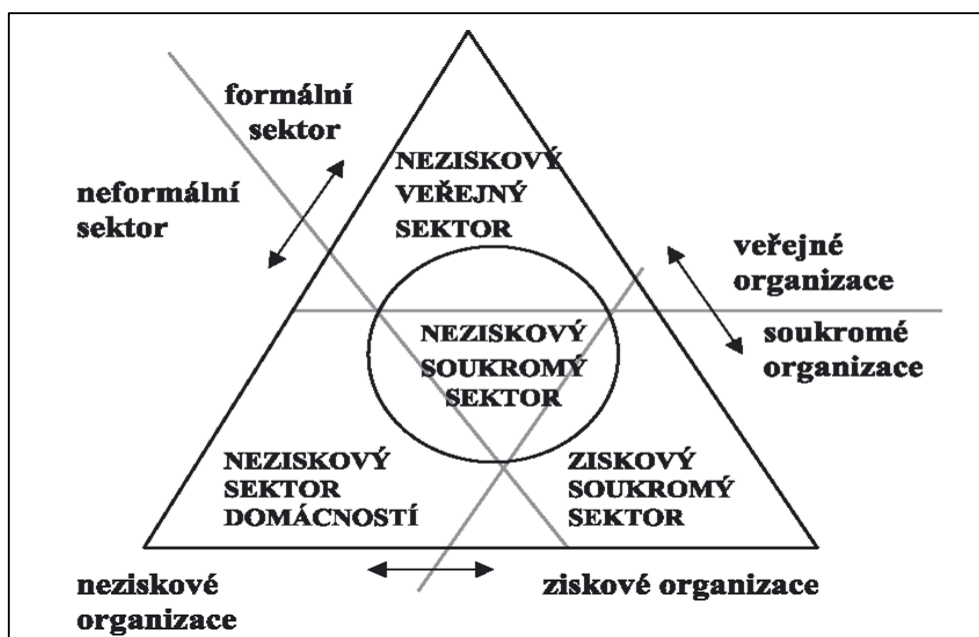 formální
sektor
neformální
sektor
NEZISKOVÝ
VEŘEJNÝ
SEKTOR
veřejné
organizace
soukromé
organizace
NEZISKOVÝ
SOUKROMÝ
SEKTOR
NEZISKOVÝ
SEKTOR
DOMÁCNOSTÍ
ZISKOVÝ
SOUKROMÝ
SEKTOR
neziskové
organizace
ziskové organizace